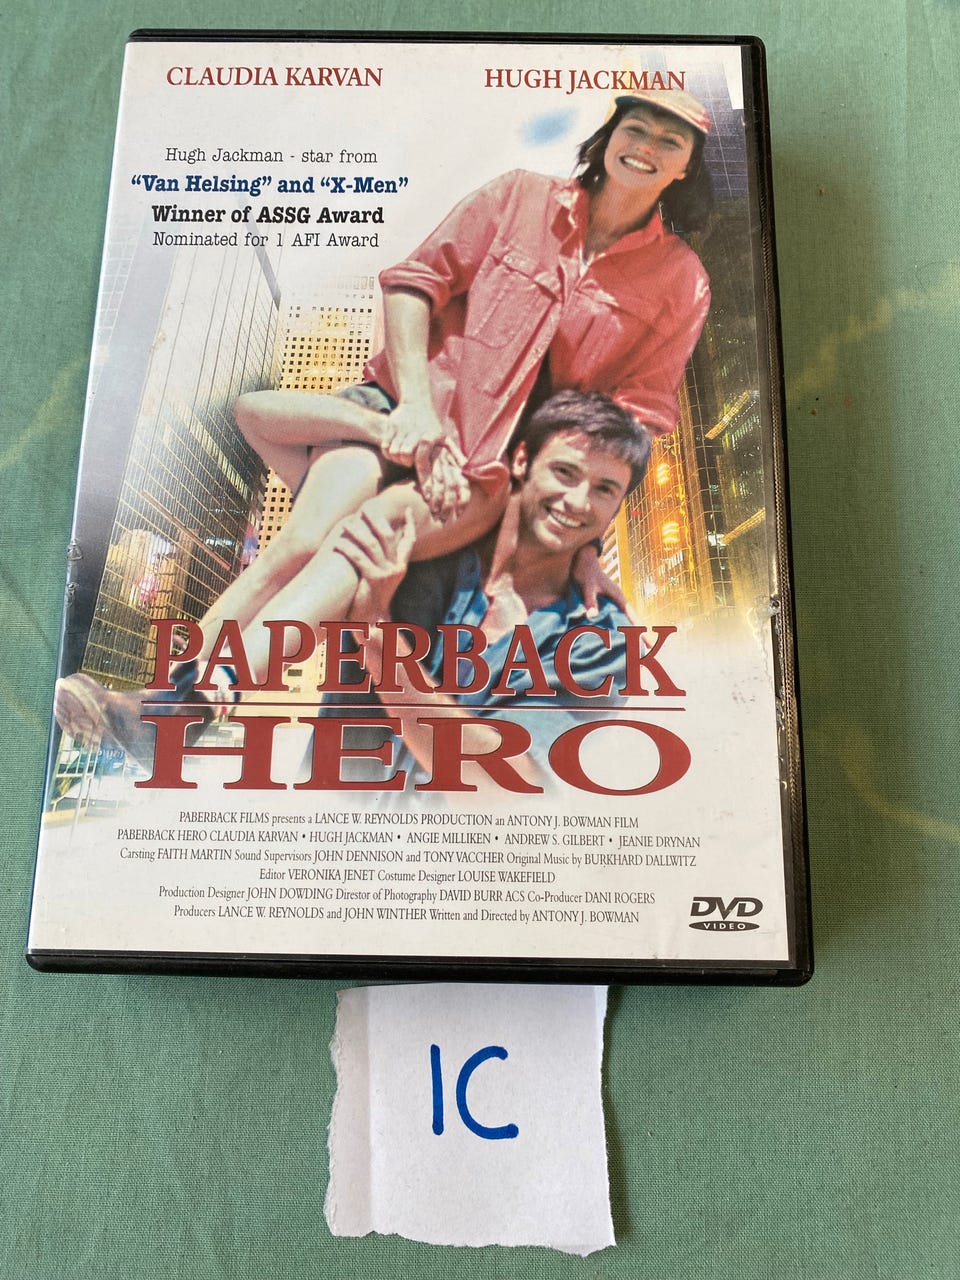 CLAUDIA KARVAN HUGH JACKMAN
Hugh Jackman - star from
“Van Helsing” and “X-Men”
Winner of ASSG Award
Nominated for 1 AFI Award
PAPERBACK
HERO
PABERBACK FILMS presents a LANCE W. REYNOLDS PRODUCTION an ANTONY J. BOWMAN FILM
PABERBACK HERO CLAUDIA KARVAN • HUGH JACKMAN • ANGIE MILLIKEN • ANDREW S. GILBERT • JEANIE DRYNAN
Carsting FAITH MARTIN Sound Supervisors JOHN DENNISON and TONY VACCHER Original Music by BURKHARD DALLWITZ
Editor VERONIKA JENET Costume Designer LOUISE WAKEFIELD
Production Designer JOHN DOWDING Director of Photography DAVID BURR ACS Co-Producer DANI ROGERS
Producers LANCE W. REYNOLDS and JOHN WINTHER Written and Directed by ANTONY J. BOWMAN
DVD
VIDEO
1C